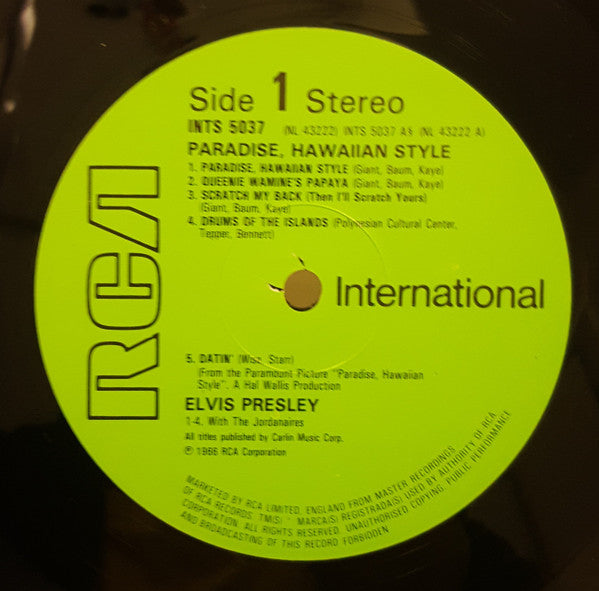 RCA
Side 1 Stereo
INTS 5037 (NL 43222) INTS 5037 A§ (NL 43222 A)
PARADISE, HAWAIIAN STYLE
1. PARADISE, HAWAIIAN STYLE (Giant, Baum, Kaye)
2. QUEENIE WAMINE'S PAPAYA (Giant, Baum, Kaye)
3. SCRATCH MY BACK (Then I'll Scratch Yours)
(Giant, Baum, Kaye)
4. DRUMS OF THE ISLANDS (Polynesian Cultural Center,
Tepper, Bennett)
International
5. DATIN' (Wise, Starr)
(From the Paramount Picture "Paradise, Hawaiian
Style". A Hal Wallis Production
ELVIS PRESLEY
1-4. With The Jordanaires
All titles published by Carlin Music Corp.
℗ 1966 RCA Corporation
MARKETED BY RCA LIMITED, ENGLAND FROM MASTER RECORDINGS
OF RCA RECORDS. TM(S) ® MARCA(S) REGISTRADA(S) USED BY AUTHORITY OF RCA
CORPORATION. ALL RIGHTS RESERVED. UNAUTHORISED COPYING, PUBLIC PERFORMANCE
AND BROADCASTING OF THIS RECORD FORBIDDEN